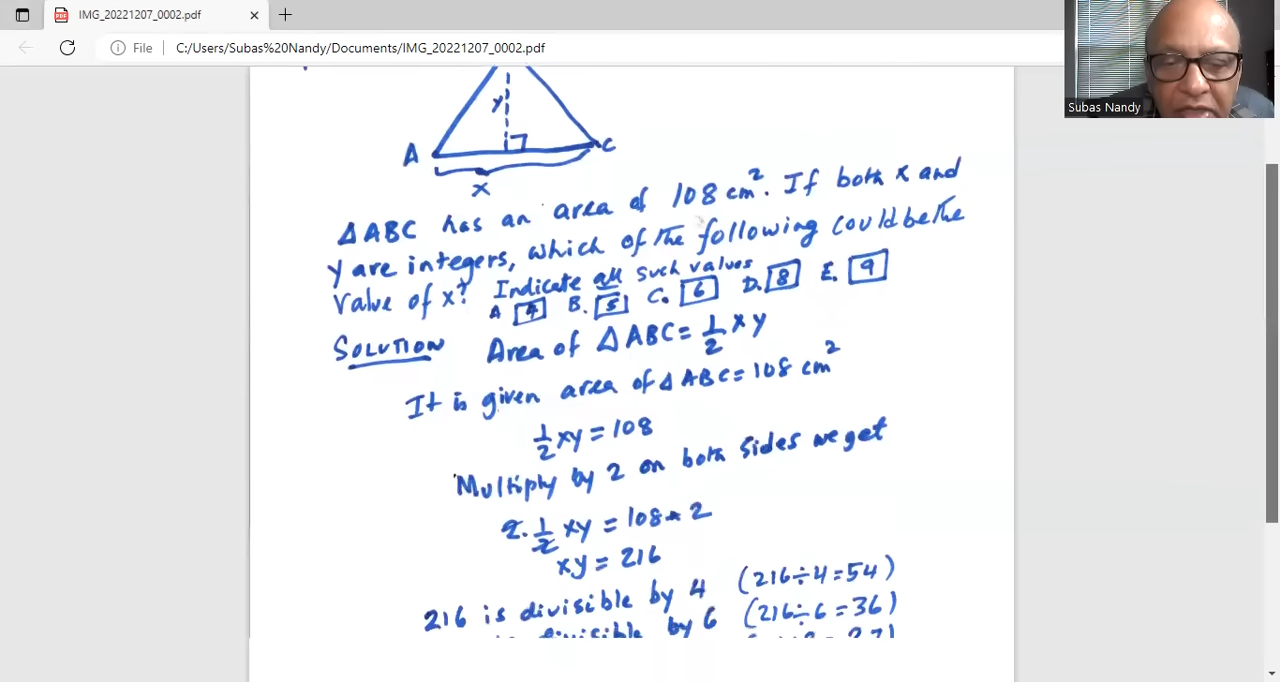 IMG_20221207_0002.pdf
File
C:/Users/Subas%20Nandy/Documents/IMG_20221207_0002.pdf
Subas Nandy
y
A
C
x
ΔABC has an area of 108 cm². If both x and
y are integers, which of the following could be the
value of x? Indicate all such values
A 4 B. 5 C. 6 D. 8 E. 9
SOLUTION Area of ΔABC = 1/2 xy
It is given area of ΔABC = 108 cm²
1/2 xy = 108
Multiply by 2 on both sides we get
2. 1/2 xy = 108 * 2
xy = 216
216 is divisible by 4 (216÷4=54)
divisible by 6 (216÷6=36)